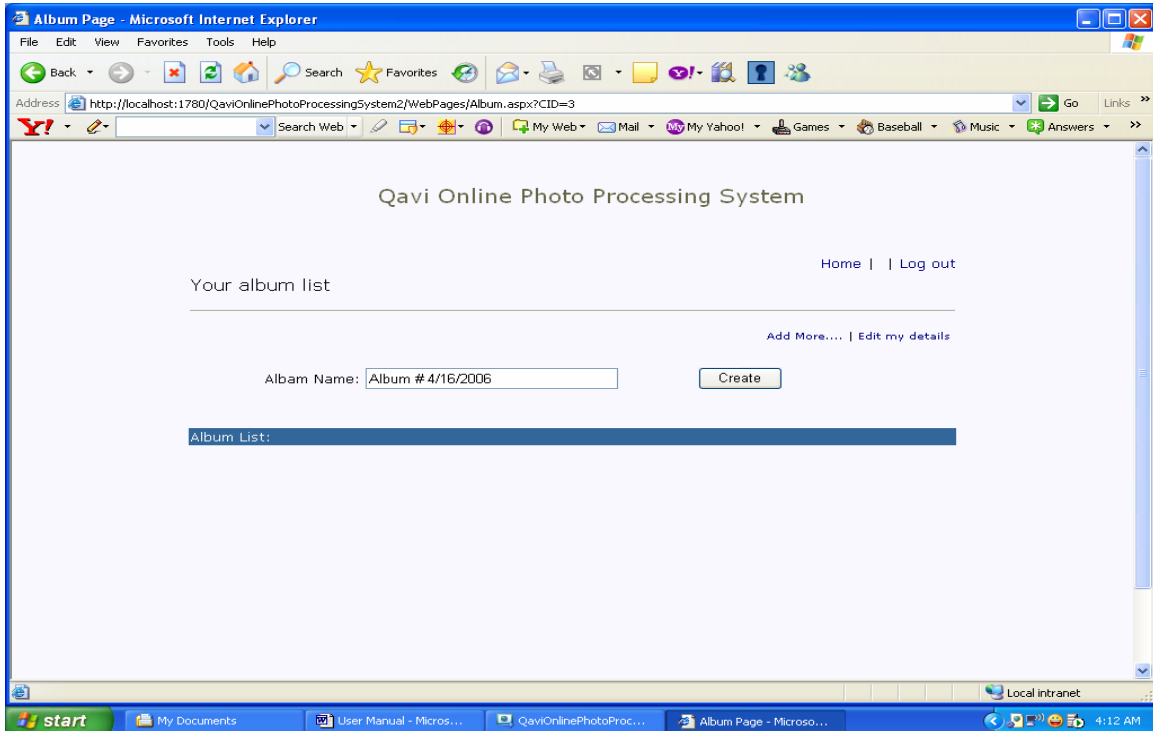 Album Page - Microsoft Internet Explorer
File Edit View Favorites Tools Help
Back Search Favorites
Address http://localhost:1780/QaviOnlinePhotoProcessingSystem2/WebPages/Album.aspx?CID=3 Go Links »
Y! Search Web My Web Mail My My Yahoo! Games Baseball Music Answers »
Qavi Online Photo Processing System
Home | | Log out
Your album list
Add More.... | Edit my details
Albam Name: Album # 4/16/2006 Create
Album List:
Local intranet
start My Documents User Manual - Micros... QaviOnlinePhotoProc... Album Page - Microso... 4:12 AM